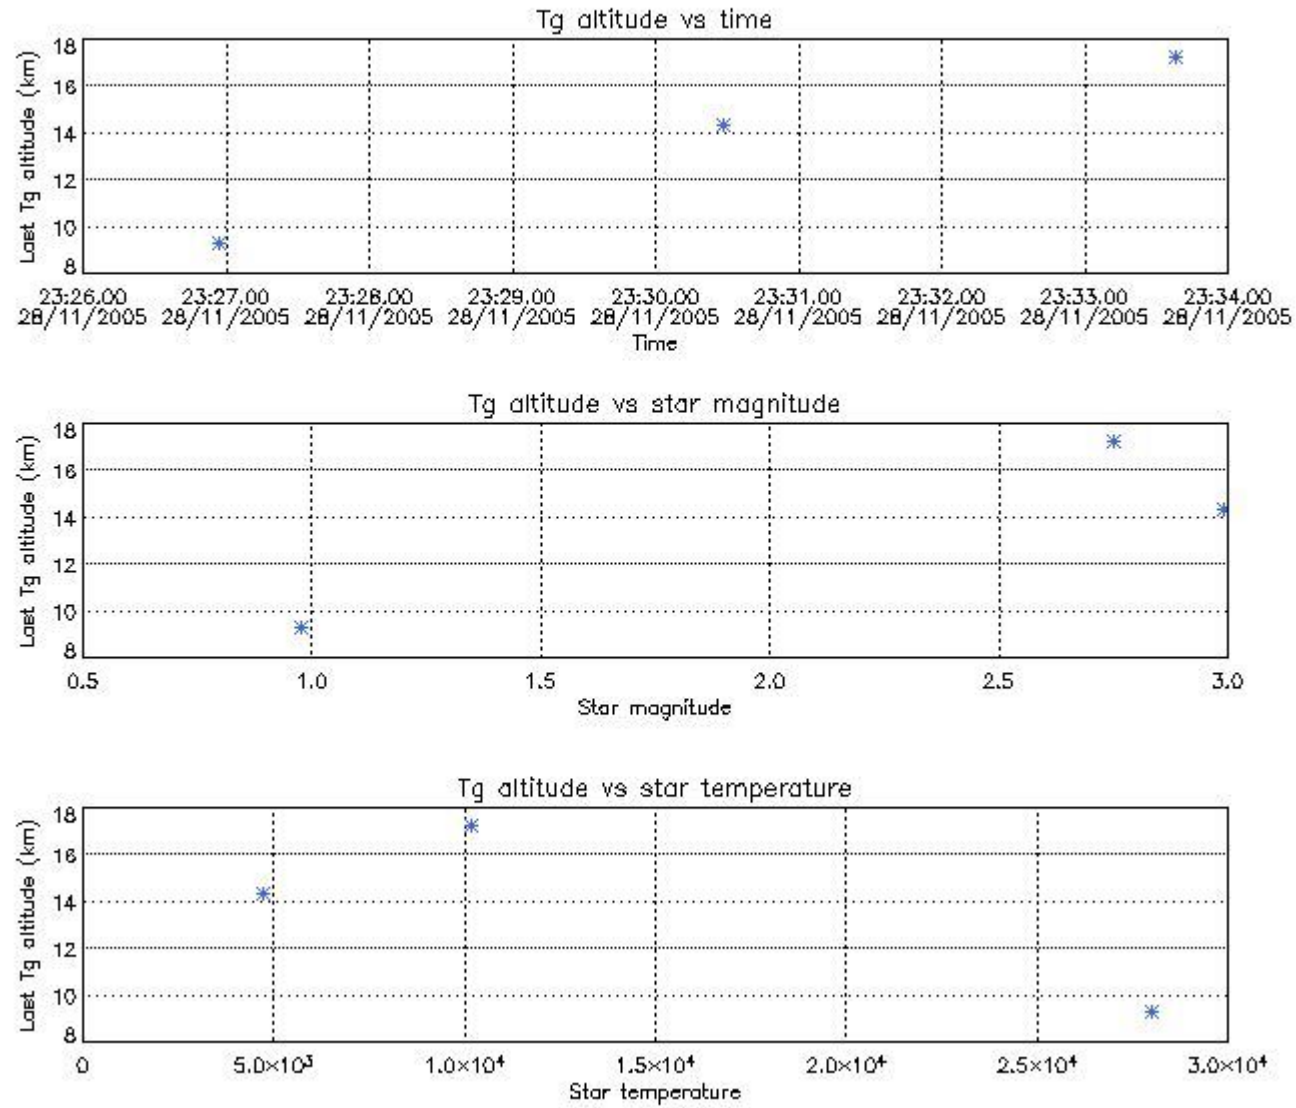 Tg altitude vs time
Last Tg altitude (km)
18
16
14
12
10
8
23:26.00 23:27.00 23:28.00 23:29.00 23:30.00 23:31.00 23:32.00 23:33.00 23:34.00
28/11/2005 28/11/2005 28/11/2005 28/11/2005 28/11/2005 28/11/2005 28/11/2005 28/11/2005 28/11/2005
Time
Tg altitude vs star magnitude
Last Tg altitude (km)
18
16
14
12
10
8
0.5 1.0 1.5 2.0 2.5 3.0
Star magnitude
Tg altitude vs star temperature
Last Tg altitude (km)
18
16
14
12
10
8
0 5.0×10³ 1.0×10⁴ 1.5×10⁴ 2.0×10⁴ 2.5×10⁴ 3.0×10⁴
Star temperature